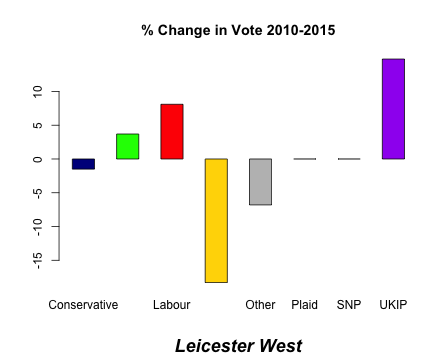 % Change in Vote 2010-2015
10
5
0
-5
-10
-15
Conservative Labour Other Plaid SNP UKIP
Leicester West